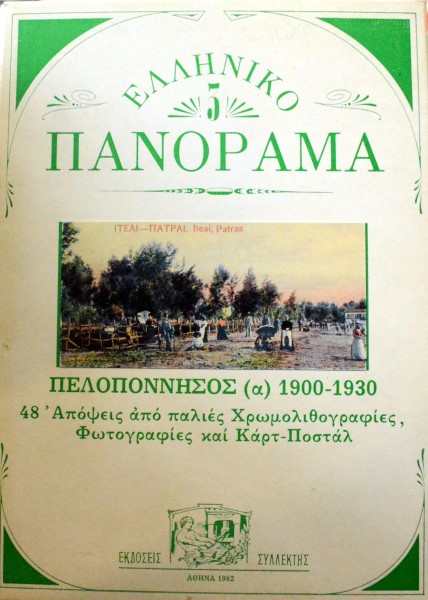 ΕΛΛΗΝΙΚΟ
5
ΠΑΝΟΡΑΜΑ
ΙΤΕΑΙ—ΠΑΤΡΑΙ. Iteai, Patras
ΠΕΛΟΠΟΝΝΗΣΟΣ (α) 1900-1930
48 Ἀπόψεις ἀπό παλιές Χρωμολιθογραφίες,
Φωτογραφίες καί Κάρτ-Ποστάλ
ΕΚΔΟΣΕΙΣ ΣΥΛΛΕΚΤΗΣ
ΑΘΗΝΑ 1982